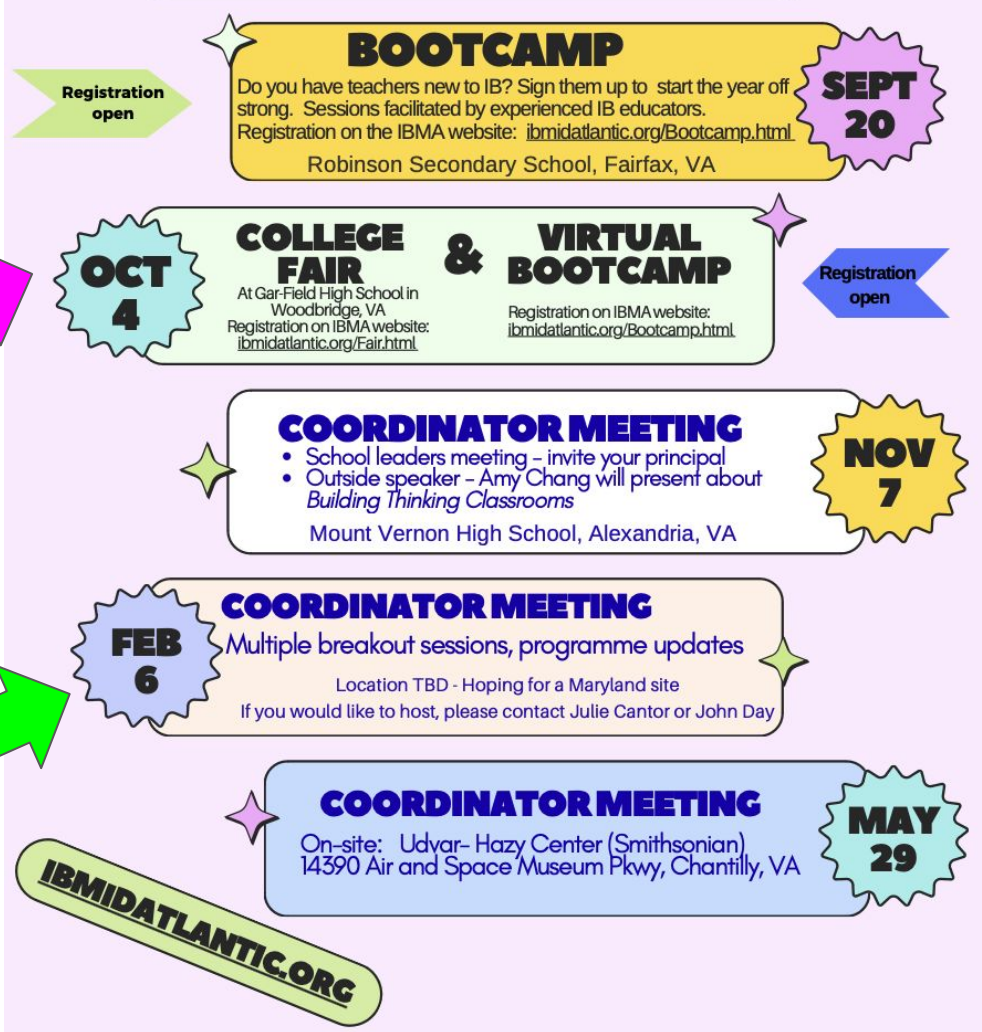 BOOTCAMP
Do you have teachers new to IB? Sign them up to start the year off
strong. Sessions facilitated by experienced IB educators.
Registration on the IBMA website: ibmidatlantic.org/Bootcamp.html
Robinson Secondary School, Fairfax, VA
SEPT
20
Registration
open
OCT
4
COLLEGE
FAIR
At Gar-Field High School in
Woodbridge, VA
Registration on IBMA website:
ibmidatlantic.org/Fair.html
&
VIRTUAL
BOOTCAMP
Registration on IBMA website:
ibmidatlantic.org/Bootcamp.html
Registration
open
COORDINATOR MEETING
• School leaders meeting - invite your principal
• Outside speaker - Amy Chang will present about
Building Thinking Classrooms
Mount Vernon High School, Alexandria, VA
NOV
7
FEB
6
COORDINATOR MEETING
Multiple breakout sessions, programme updates
Location TBD - Hoping for a Maryland site
If you would like to host, please contact Julie Cantor or John Day
COORDINATOR MEETING
On-site: Udvar- Hazy Center (Smithsonian)
14390 Air and Space Museum Pkwy, Chantilly, VA
MAY
29
IBMIDATLANTIC.ORG